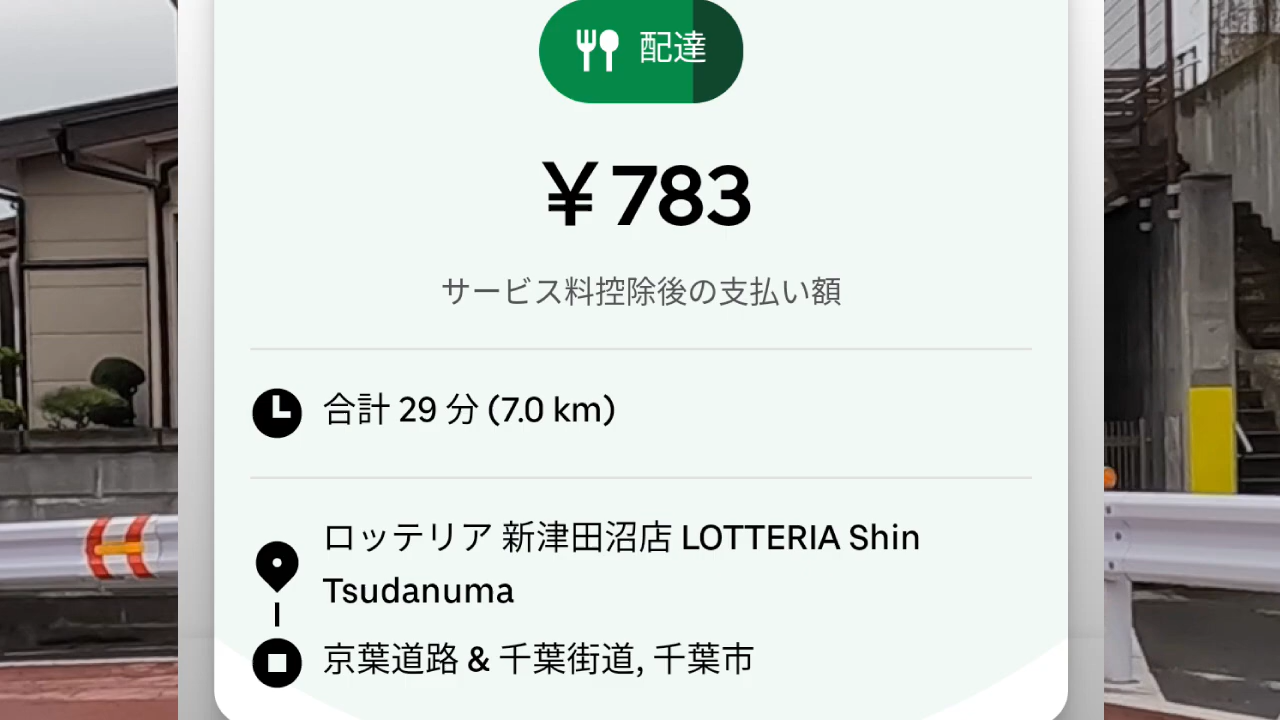 配達
¥783
サービス料控除後の支払い額
合計 29 分 (7.0 km)
ロッテリア 新津田沼店 LOTTERIA Shin
Tsudanuma
京葉道路 & 千葉街道, 千葉市